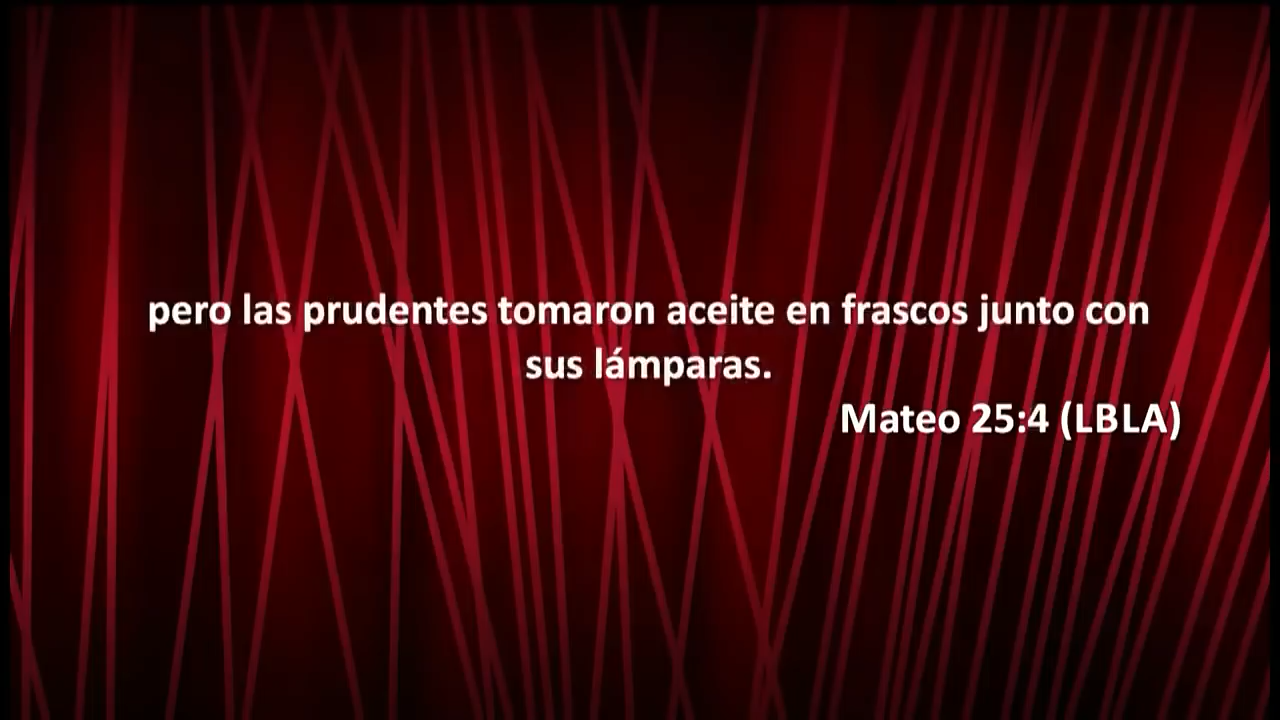 pero las prudentes tomaron aceite en frascos junto con
sus lámparas.
Mateo 25:4 (LBLA)